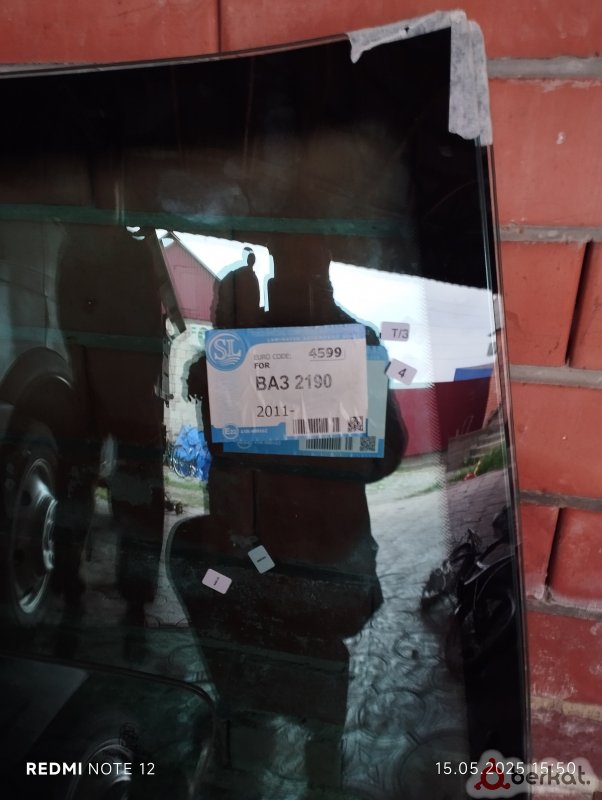 SL
EURO CODE: 4599
FOR
ВАЗ 2190
2011-
E22
T/3
4
REDMI NOTE 12
15.05.2025 15:50
berkat.